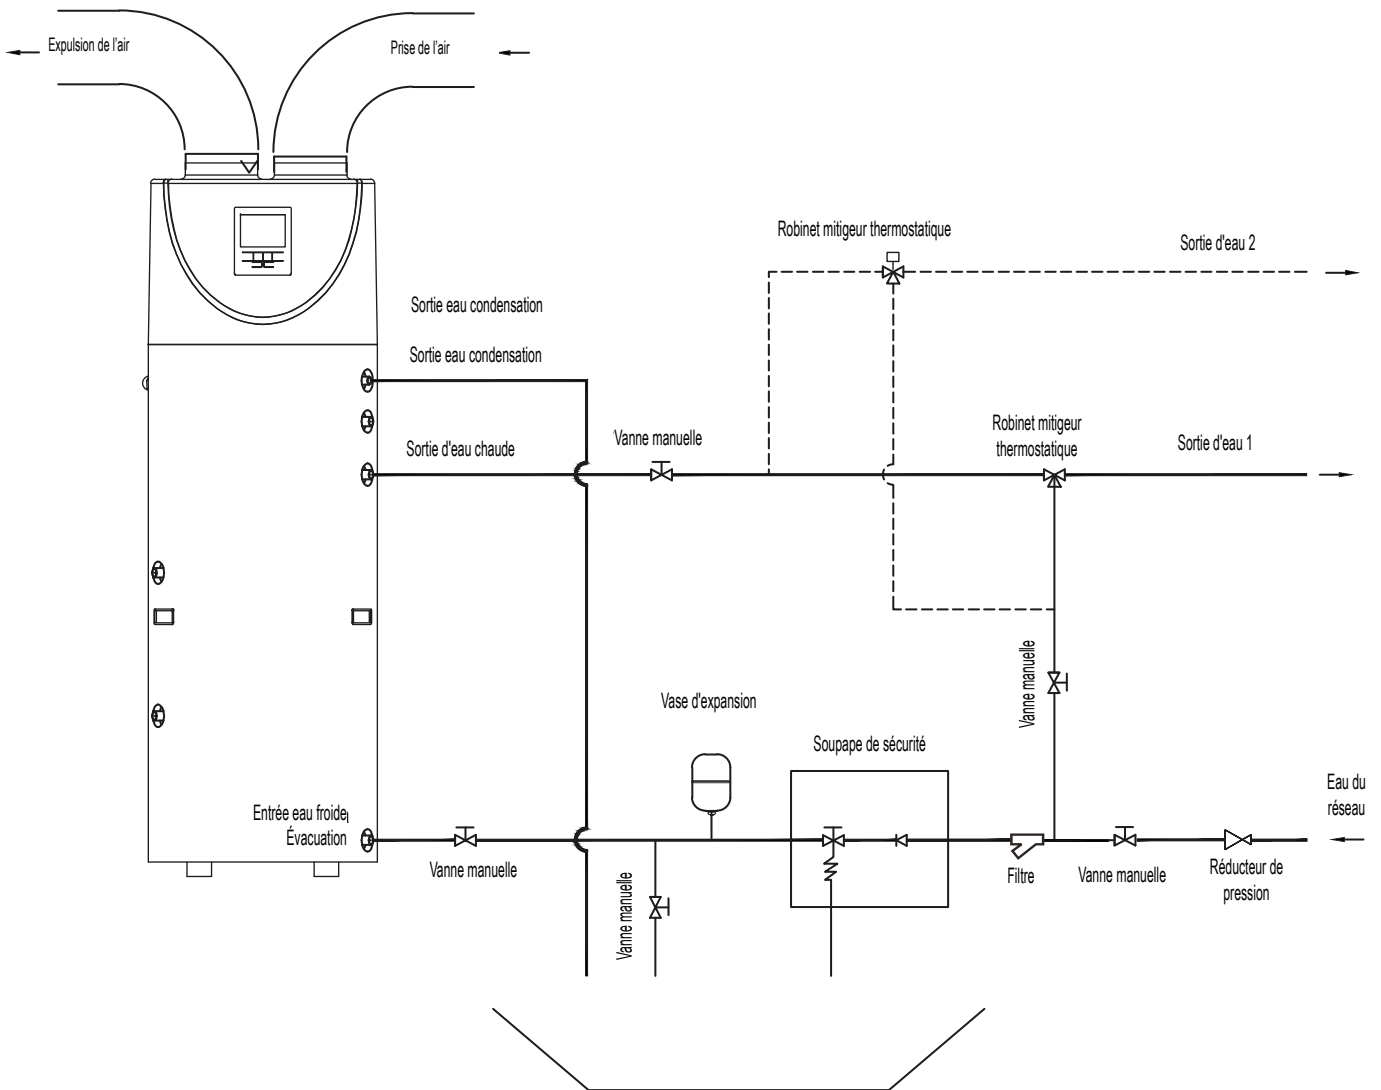 Expulsion de l'air
Prise de l'air
Robinet mitigeur thermostatique
Sortie d'eau 2
Sortie eau condensation
Sortie eau condensation
Sortie d'eau chaude
Vanne manuelle
Robinet mitigeur
thermostatique
Sortie d'eau 1
Vanne manuelle
Vase d'expansion
Soupape de sécurité
Eau du
réseau
Entrée eau froide,
Évacuation
Vanne manuelle
Vanne manuelle
Filtre
Vanne manuelle
Réducteur de
pression